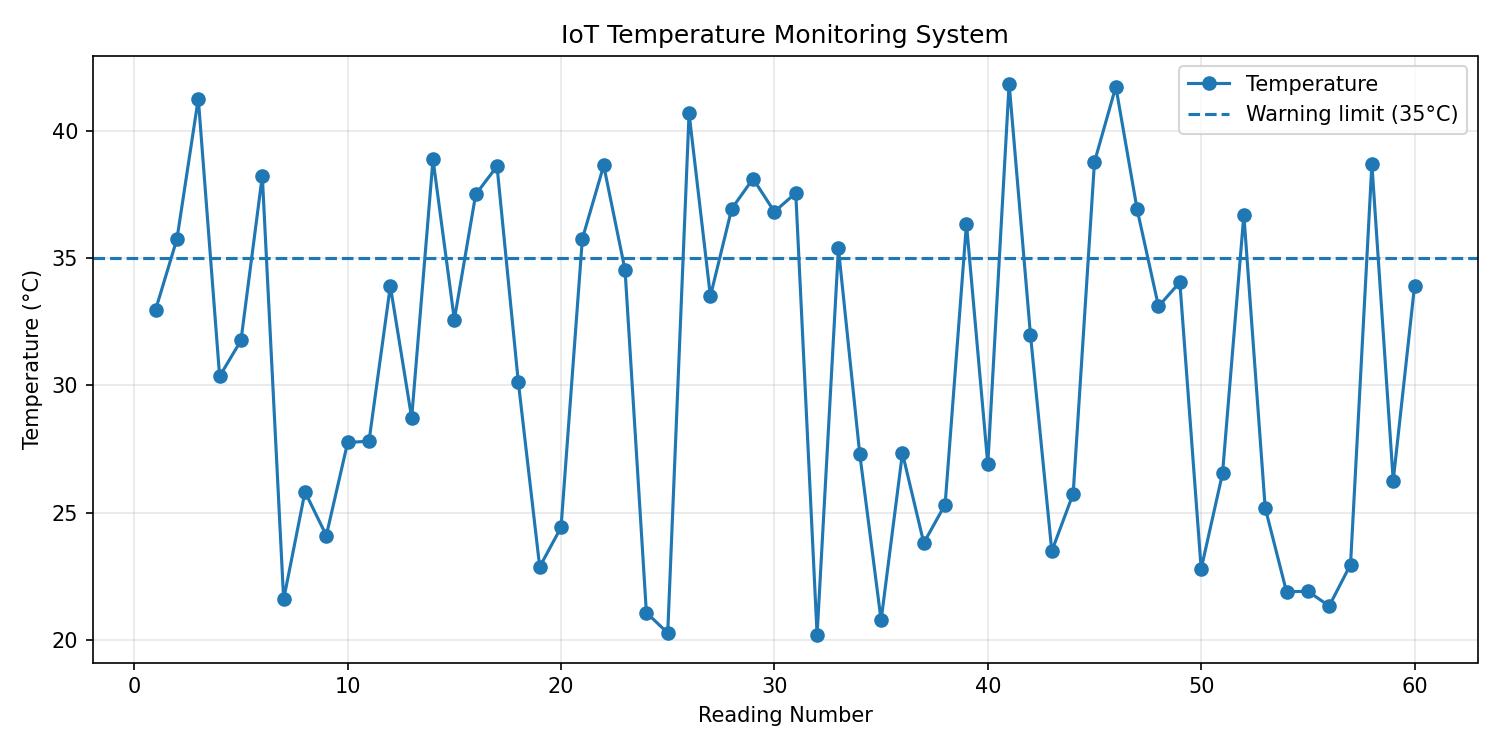 IoT Temperature Monitoring System
Temperature
Warning limit (35°C)
Temperature (°C)
40
35
30
25
20
0 10 20 30 40 50 60
Reading Number